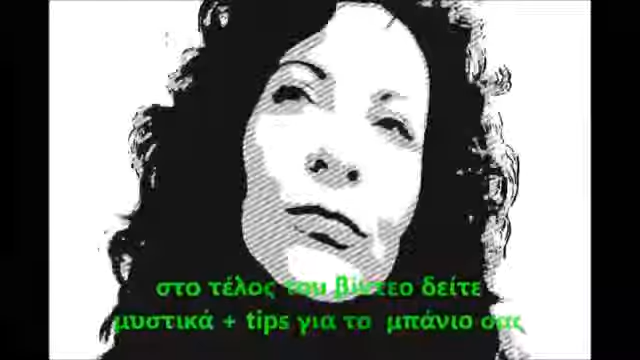 στο τέλος του βίντεο δείτε
μυστικά + tips για το μπάνιο σας